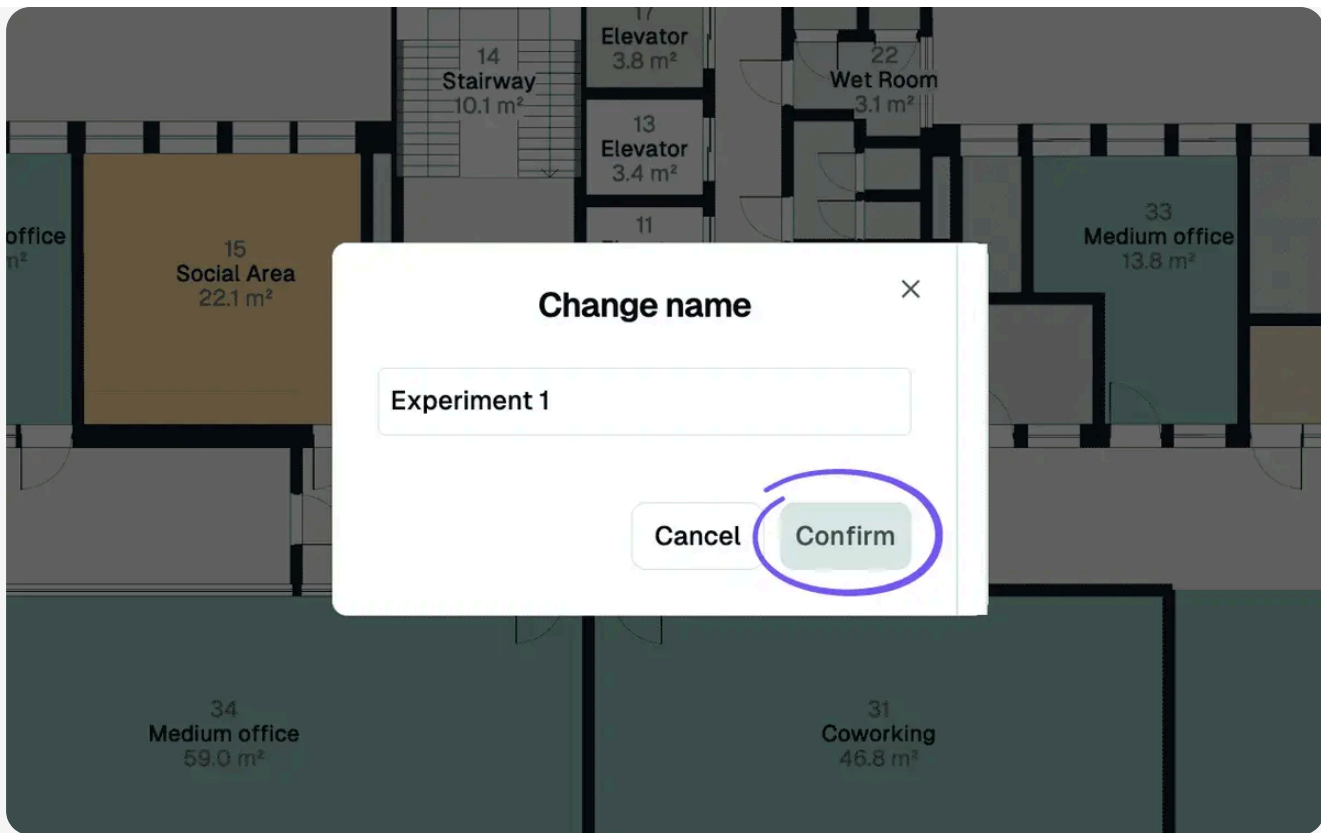 17
Elevator
3.8 m²
14
Stairway
10.1 m²
22
Wet Room
3.1 m²
13
Elevator
3.4 m²
11
office
m²
15
Social Area
22.1 m²
33
Medium office
13.8 m²
Change name
Experiment 1
Cancel
Confirm
34
Medium office
59.0 m²
31
Coworking
46.8 m²